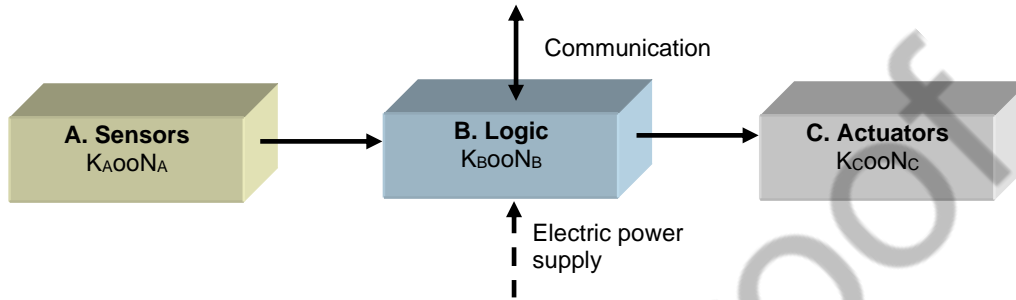 Communication
A. Sensors
KAooNA
B. Logic
KBooNB
C. Actuators
KCooNC
Electric power
supply